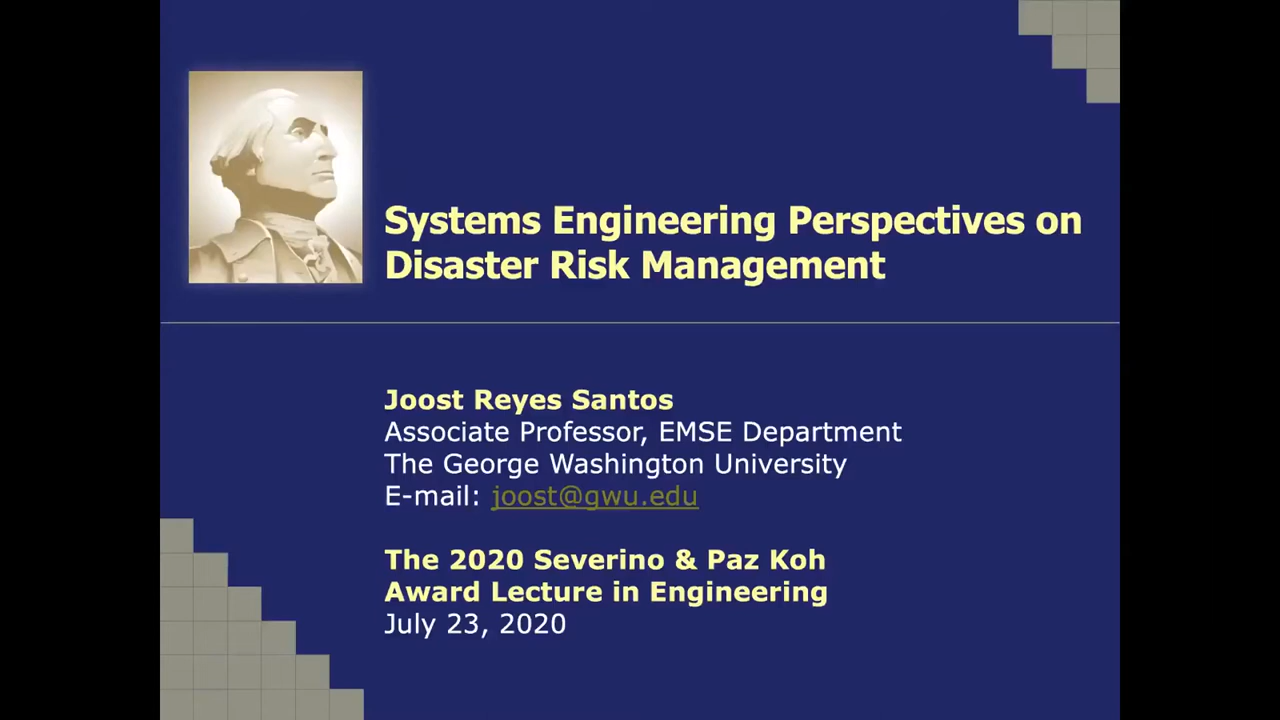 Systems Engineering Perspectives on
Disaster Risk Management
Joost Reyes Santos
Associate Professor, EMSE Department
The George Washington University
E-mail: joost@gwu.edu
The 2020 Severino & Paz Koh
Award Lecture in Engineering
July 23, 2020